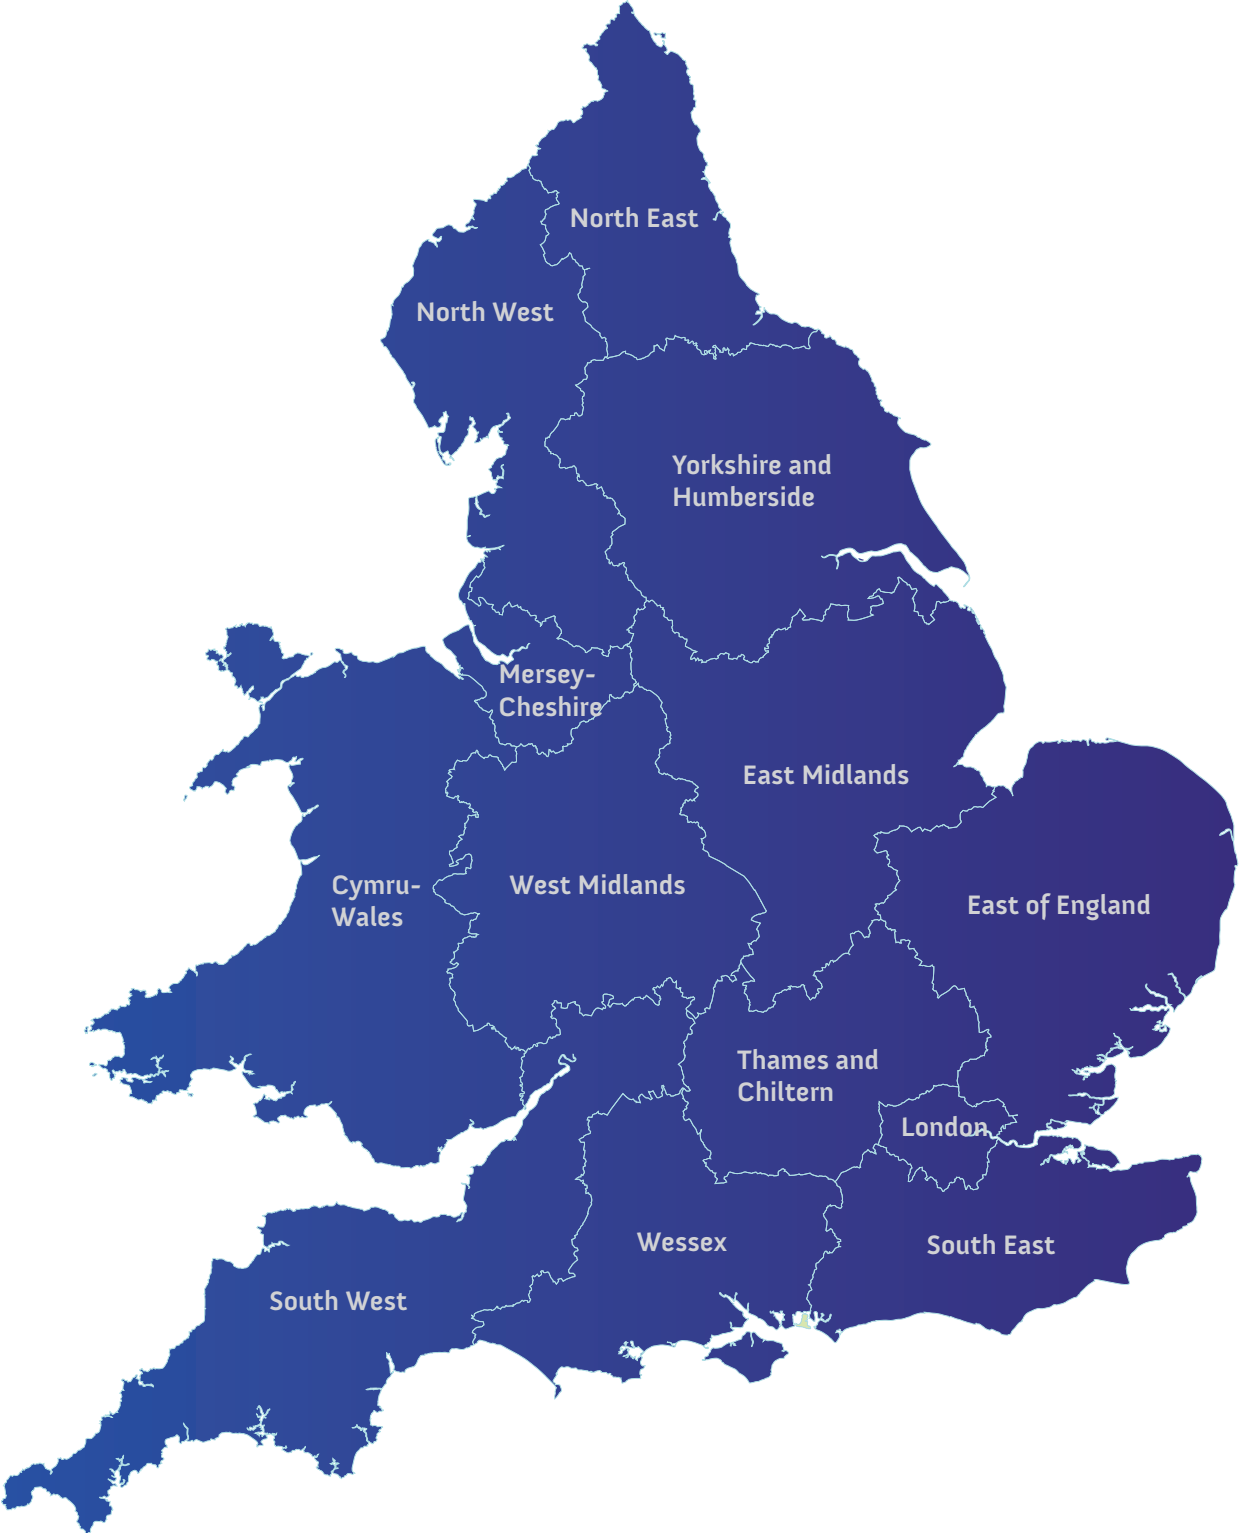 North East
North West
Yorkshire and
Humberside
Mersey-
Cheshire
East Midlands
Cymru-
Wales
West Midlands
East of England
Thames and
Chiltern
London
Wessex
South East
South West